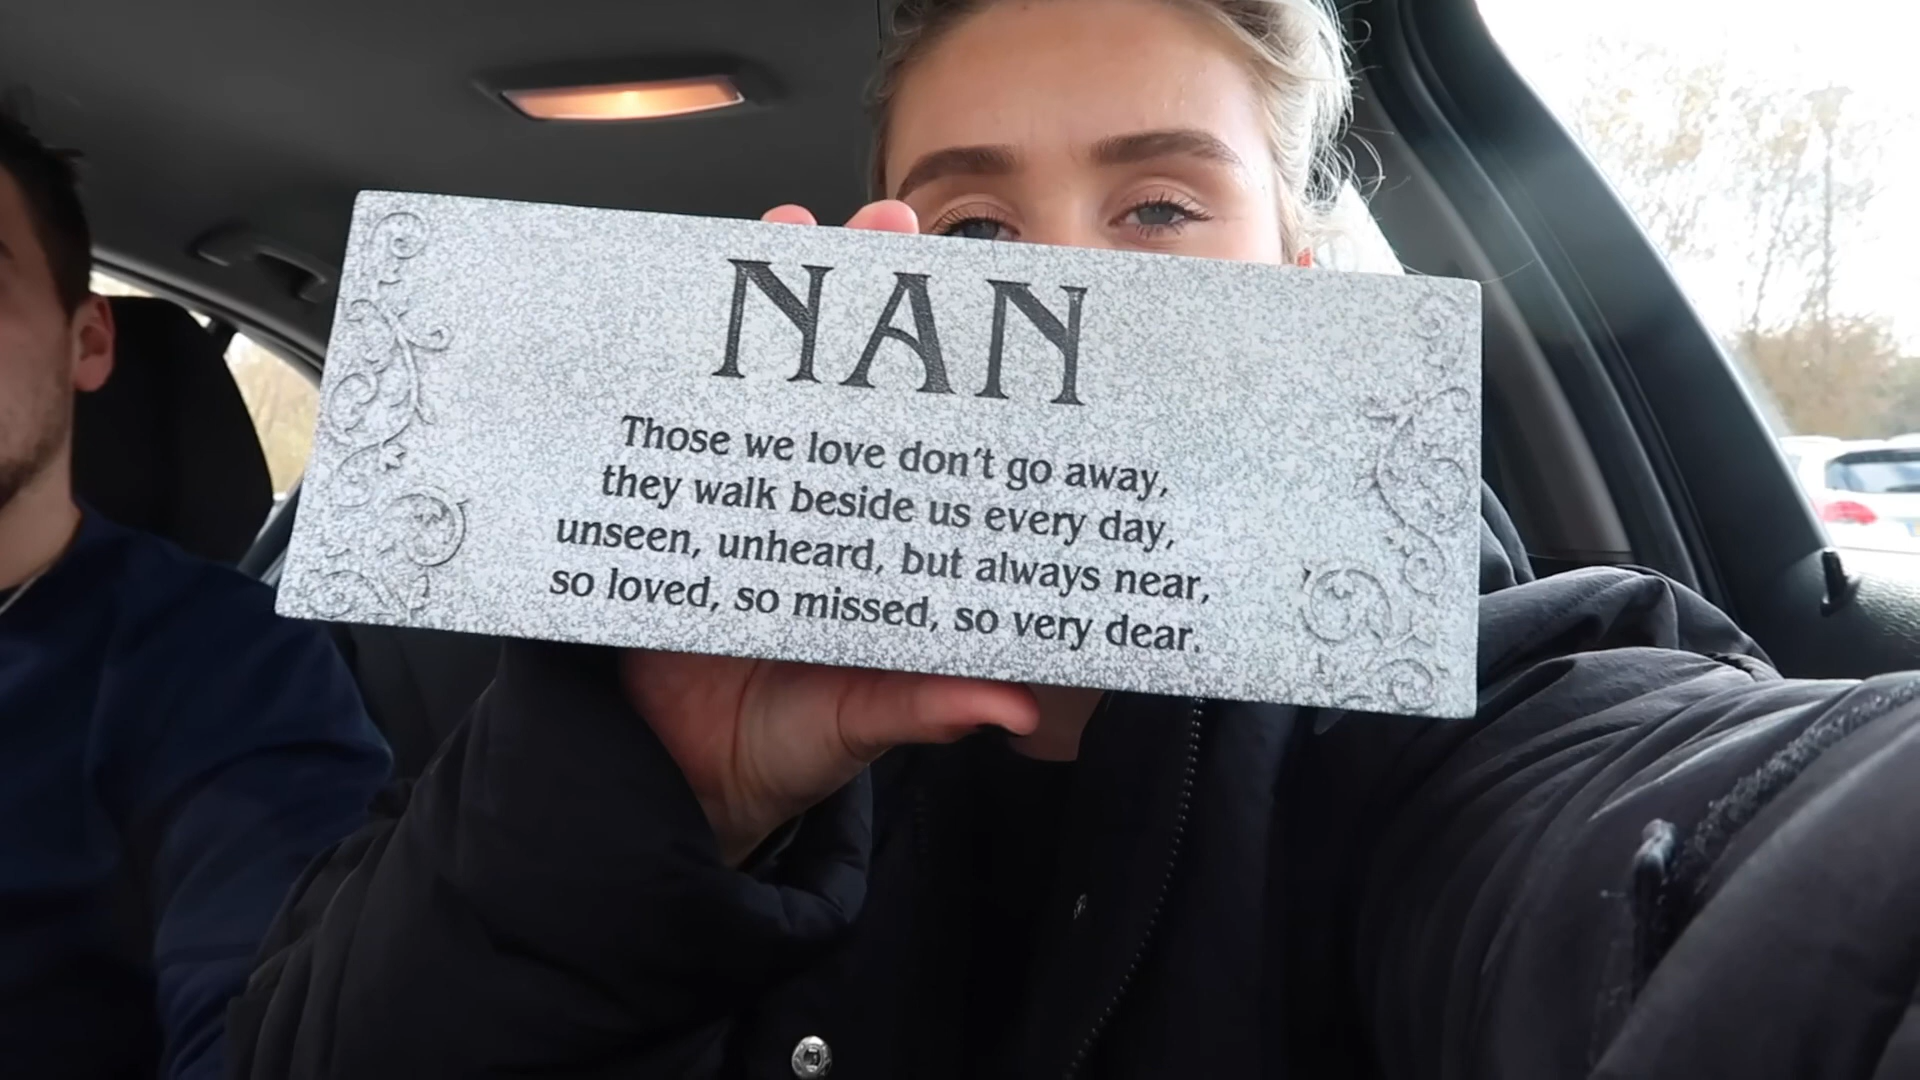 NAN
Those we love don't go away,
they walk beside us every day,
unseen, unheard, but always near,
so loved, so missed, so very dear.